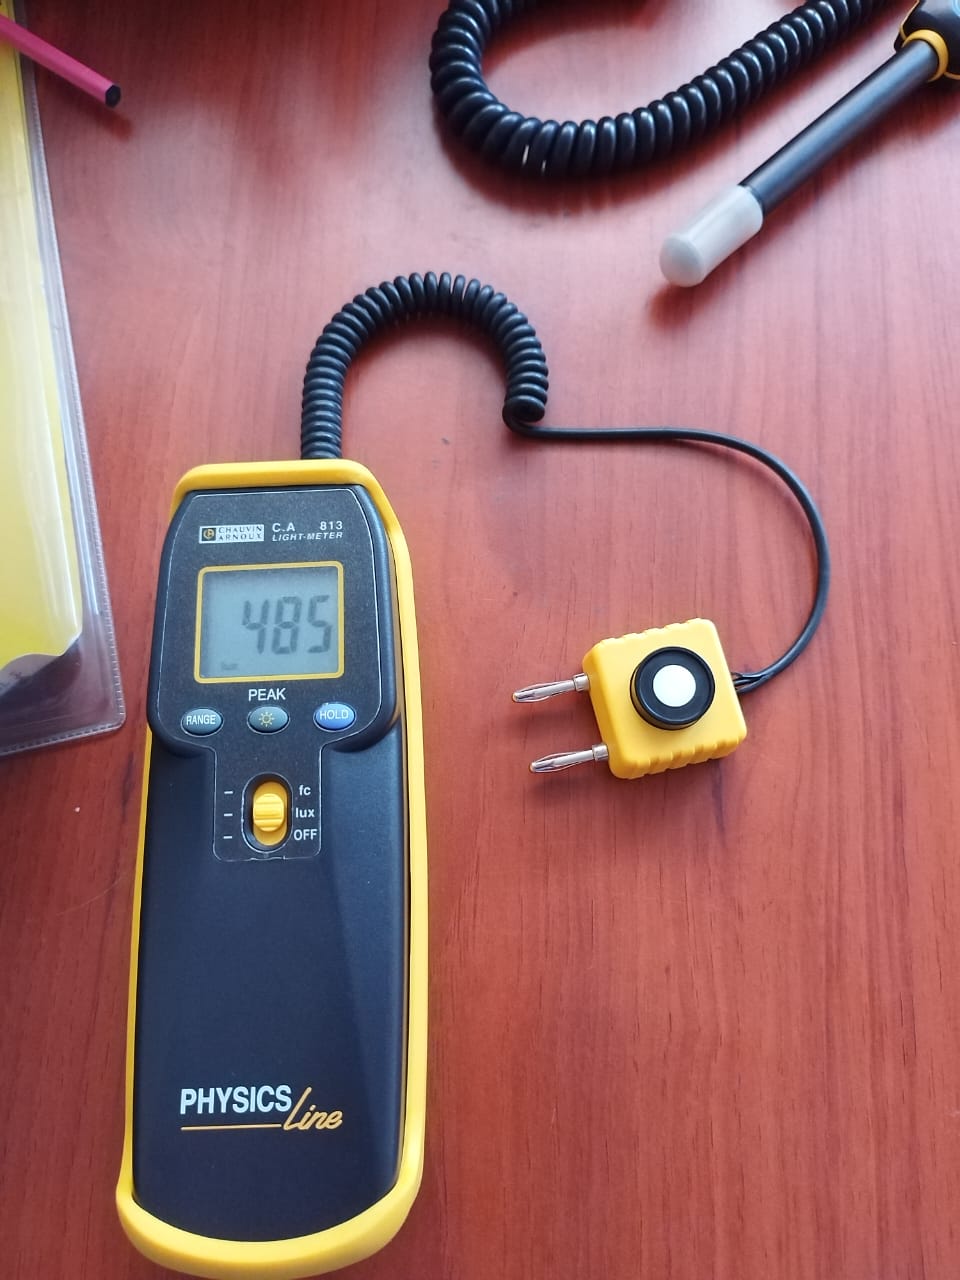 CHAUVIN
ARNOUX
C.A 813
LIGHT-METER
485
PEAK
RANGE
HOLD
fc
lux
OFF
PHYSICS Line